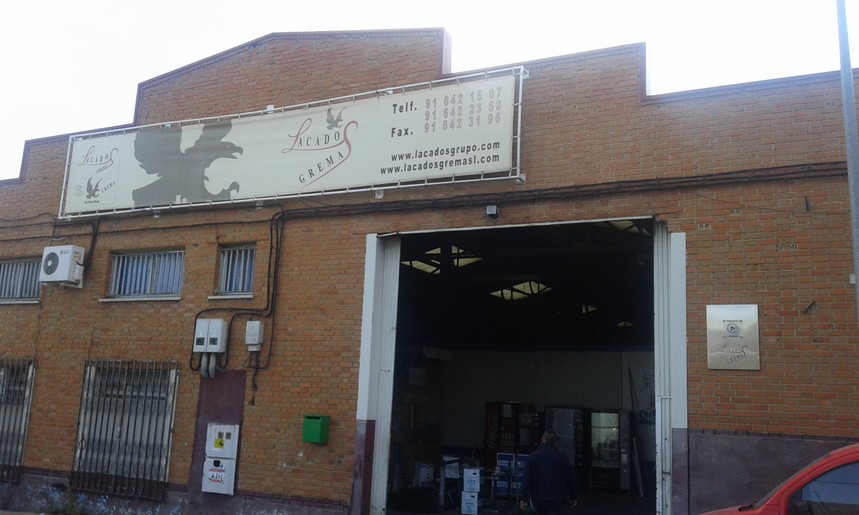 LACADOS
LACADOS
GREMAS
Telf. 91 642 15 07
91 642 23 58
Fax. 91 642 31 96
www.lacadosgrupo.com
www.lacadosgremasl.com
LACADOS